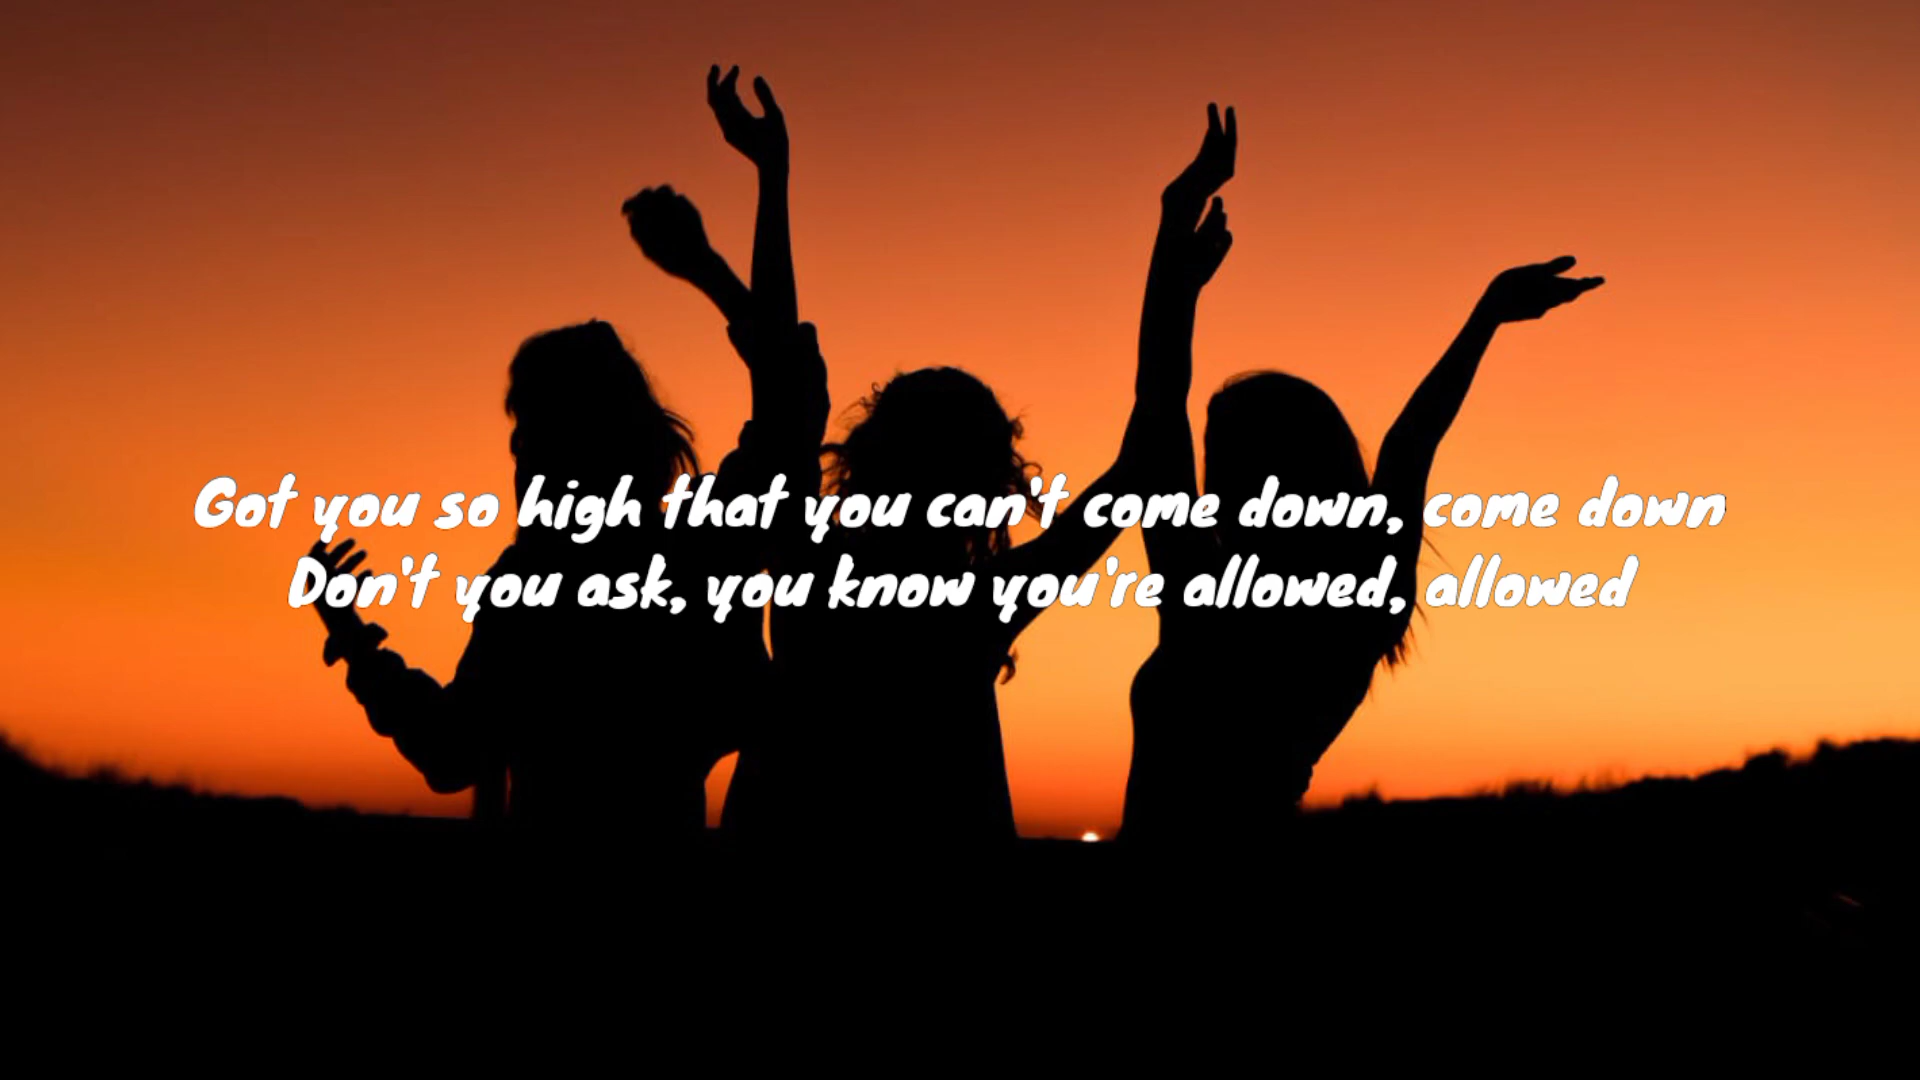 Got you so high that you can't come down, come down
Don't you ask, you know you're allowed, allowed